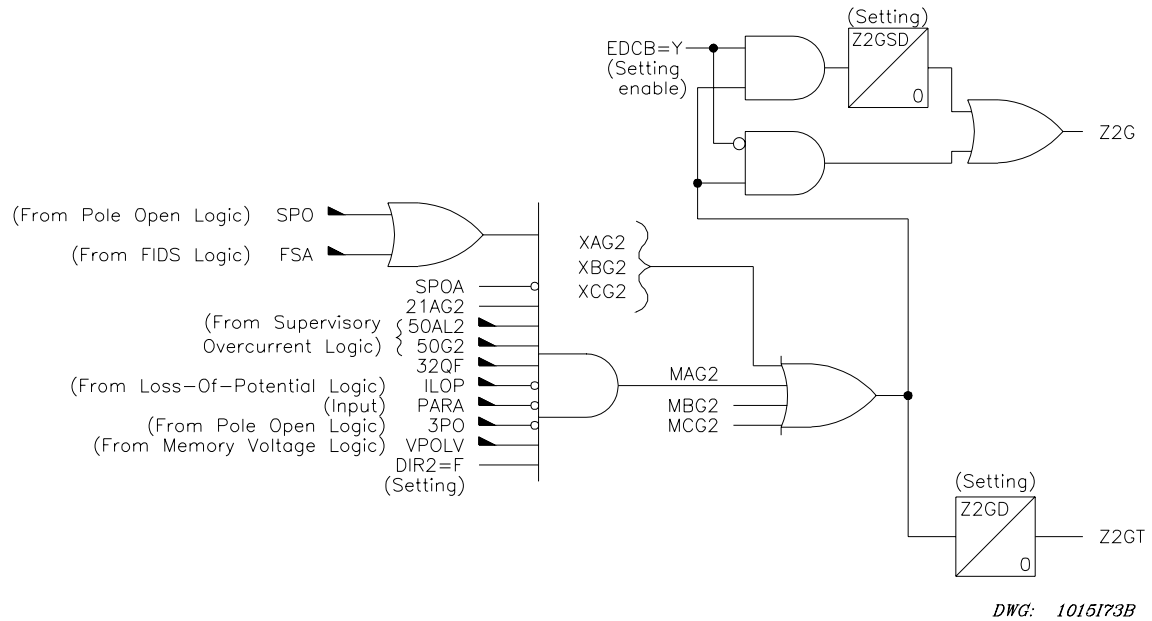 (Setting)
EDCB=Y
(Setting
enable)
Z2GSD
0
Z2G
(From Pole Open Logic) SPO
(From FIDS Logic) FSA
XAG2
XBG2
XCG2
SPOA
21AG2
(From Supervisory
Overcurrent Logic)
50AL2
50G2
32QF
(From Loss-Of-Potential Logic) ILOP
(Input) PARA
(From Pole Open Logic) 3PO
(From Memory Voltage Logic) VPOLV
DIR2=F
(Setting)
MAG2
MBG2
MCG2
(Setting)
Z2GD
0
Z2GT
DWG: 1015I73B